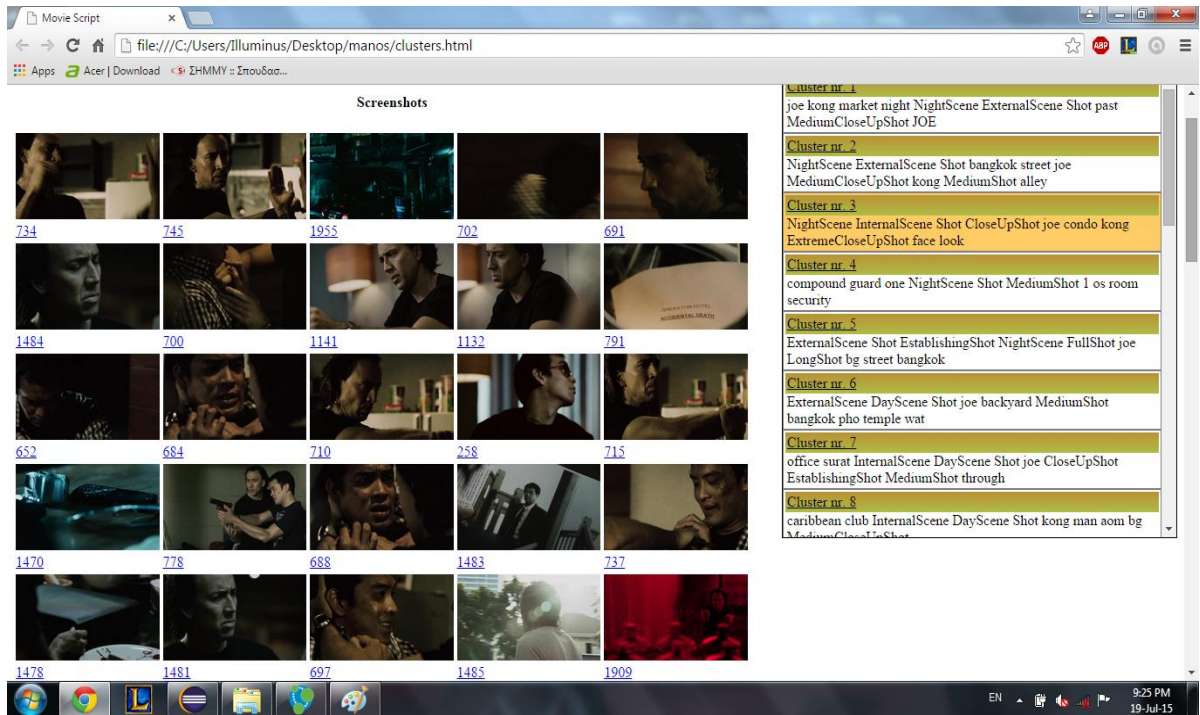 Movie Script
file:///C:/Users/Illuminus/Desktop/manos/clusters.html
ABP
Apps
Acer | Download
ΣΗΜΜΥ :: Σπουδασ...
Screenshots
734
745
1955
702
691
1484
700
1141
1132
791
652
684
710
258
715
1470
778
688
1483
737
1478
1481
697
1485
1909
ACCIDENTAL DEATH
Cluster nr. 1
joe kong market night NightScene ExternalScene Shot past
MediumCloseUpShot JOE
Cluster nr. 2
NightScene ExternalScene Shot bangkok street joe
MediumCloseUpShot kong MediumShot alley
Cluster nr. 3
NightScene InternalScene Shot CloseUpShot joe condo kong
ExtremeCloseUpShot face look
Cluster nr. 4
compound guard one NightScene Shot MediumShot 1 os room
security
Cluster nr. 5
ExternalScene Shot EstablishingShot NightScene FullShot joe
LongShot bg street bangkok
Cluster nr. 6
ExternalScene DayScene Shot joe backyard MediumShot
bangkok pho temple wat
Cluster nr. 7
office surat InternalScene DayScene Shot joe CloseUpShot
EstablishingShot MediumShot through
Cluster nr. 8
caribbean club InternalScene DayScene Shot kong man aom bg
MediumCloseUpShot
EN
9:25 PM
19-Jul-15